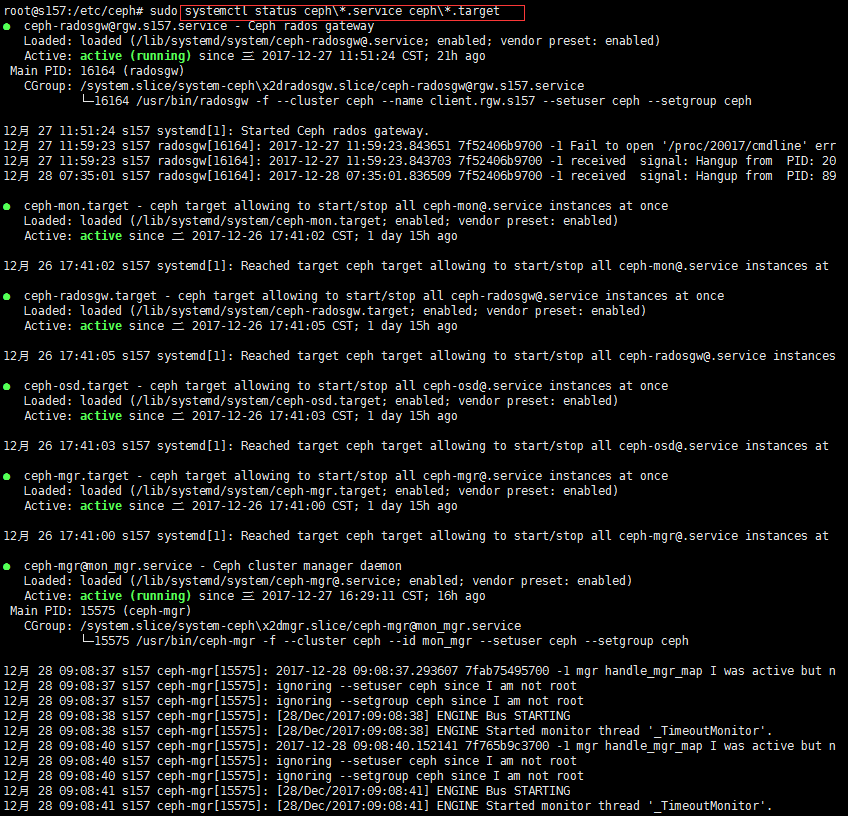 root@s157:/etc/ceph# sudo systemctl status ceph\*.service ceph\*.target
● ceph-radosgw@rgw.s157.service - Ceph rados gateway
Loaded: loaded (/lib/systemd/system/ceph-radosgw@.service; enabled; vendor preset: enabled)
Active: active (running) since 三 2017-12-27 11:51:24 CST; 21h ago
Main PID: 16164 (radosgw)
CGroup: /system.slice/system-ceph\x2dradosgw.slice/ceph-radosgw@rgw.s157.service
└─16164 /usr/bin/radosgw -f --cluster ceph --name client.rgw.s157 --setuser ceph --setgroup ceph
12月 27 11:51:24 s157 systemd[1]: Started Ceph rados gateway.
12月 27 11:59:23 s157 radosgw[16164]: 2017-12-27 11:59:23.843651 7f52406b9700 -1 Fail to open '/proc/20017/cmdline' err
12月 27 11:59:23 s157 radosgw[16164]: 2017-12-27 11:59:23.843703 7f52406b9700 -1 received  signal: Hangup from  PID: 20
12月 28 07:35:01 s157 radosgw[16164]: 2017-12-28 07:35:01.836509 7f52406b9700 -1 received  signal: Hangup from  PID: 89
● ceph-mon.target - ceph target allowing to start/stop all ceph-mon@.service instances at once
Loaded: loaded (/lib/systemd/system/ceph-mon.target; enabled; vendor preset: enabled)
Active: active since 二 2017-12-26 17:41:02 CST; 1 day 15h ago
12月 26 17:41:02 s157 systemd[1]: Reached target ceph target allowing to start/stop all ceph-mon@.service instances at
● ceph-radosgw.target - ceph target allowing to start/stop all ceph-radosgw@.service instances at once
Loaded: loaded (/lib/systemd/system/ceph-radosgw.target; enabled; vendor preset: enabled)
Active: active since 二 2017-12-26 17:41:05 CST; 1 day 15h ago
12月 26 17:41:05 s157 systemd[1]: Reached target ceph target allowing to start/stop all ceph-radosgw@.service instances
● ceph-osd.target - ceph target allowing to start/stop all ceph-osd@.service instances at once
Loaded: loaded (/lib/systemd/system/ceph-osd.target; enabled; vendor preset: enabled)
Active: active since 二 2017-12-26 17:41:03 CST; 1 day 15h ago
12月 26 17:41:03 s157 systemd[1]: Reached target ceph target allowing to start/stop all ceph-osd@.service instances at
● ceph-mgr.target - ceph target allowing to start/stop all ceph-mgr@.service instances at once
Loaded: loaded (/lib/systemd/system/ceph-mgr.target; enabled; vendor preset: enabled)
Active: active since 二 2017-12-26 17:41:00 CST; 1 day 15h ago
12月 26 17:41:00 s157 systemd[1]: Reached target ceph target allowing to start/stop all ceph-mgr@.service instances at
● ceph-mgr@mon_mgr.service - Ceph cluster manager daemon
Loaded: loaded (/lib/systemd/system/ceph-mgr@.service; enabled; vendor preset: enabled)
Active: active (running) since 三 2017-12-27 16:29:11 CST; 16h ago
Main PID: 15575 (ceph-mgr)
CGroup: /system.slice/system-ceph\x2dmgr.slice/ceph-mgr@mon_mgr.service
└─15575 /usr/bin/ceph-mgr -f --cluster ceph --id mon_mgr --setuser ceph --setgroup ceph
12月 28 09:08:37 s157 ceph-mgr[15575]: 2017-12-28 09:08:37.293607 7fab75495700 -1 mgr handle_mgr_map I was active but n
12月 28 09:08:37 s157 ceph-mgr[15575]: ignoring --setuser ceph since I am not root
12月 28 09:08:37 s157 ceph-mgr[15575]: ignoring --setgroup ceph since I am not root
12月 28 09:08:38 s157 ceph-mgr[15575]: [28/Dec/2017:09:08:38] ENGINE Bus STARTING
12月 28 09:08:38 s157 ceph-mgr[15575]: [28/Dec/2017:09:08:38] ENGINE Started monitor thread '_TimeoutMonitor'.
12月 28 09:08:40 s157 ceph-mgr[15575]: 2017-12-28 09:08:40.152141 7f765b9c3700 -1 mgr handle_mgr_map I was active but n
12月 28 09:08:40 s157 ceph-mgr[15575]: ignoring --setuser ceph since I am not root
12月 28 09:08:40 s157 ceph-mgr[15575]: ignoring --setgroup ceph since I am not root
12月 28 09:08:41 s157 ceph-mgr[15575]: [28/Dec/2017:09:08:41] ENGINE Bus STARTING
12月 28 09:08:41 s157 ceph-mgr[15575]: [28/Dec/2017:09:08:41] ENGINE Started monitor thread '_TimeoutMonitor'.